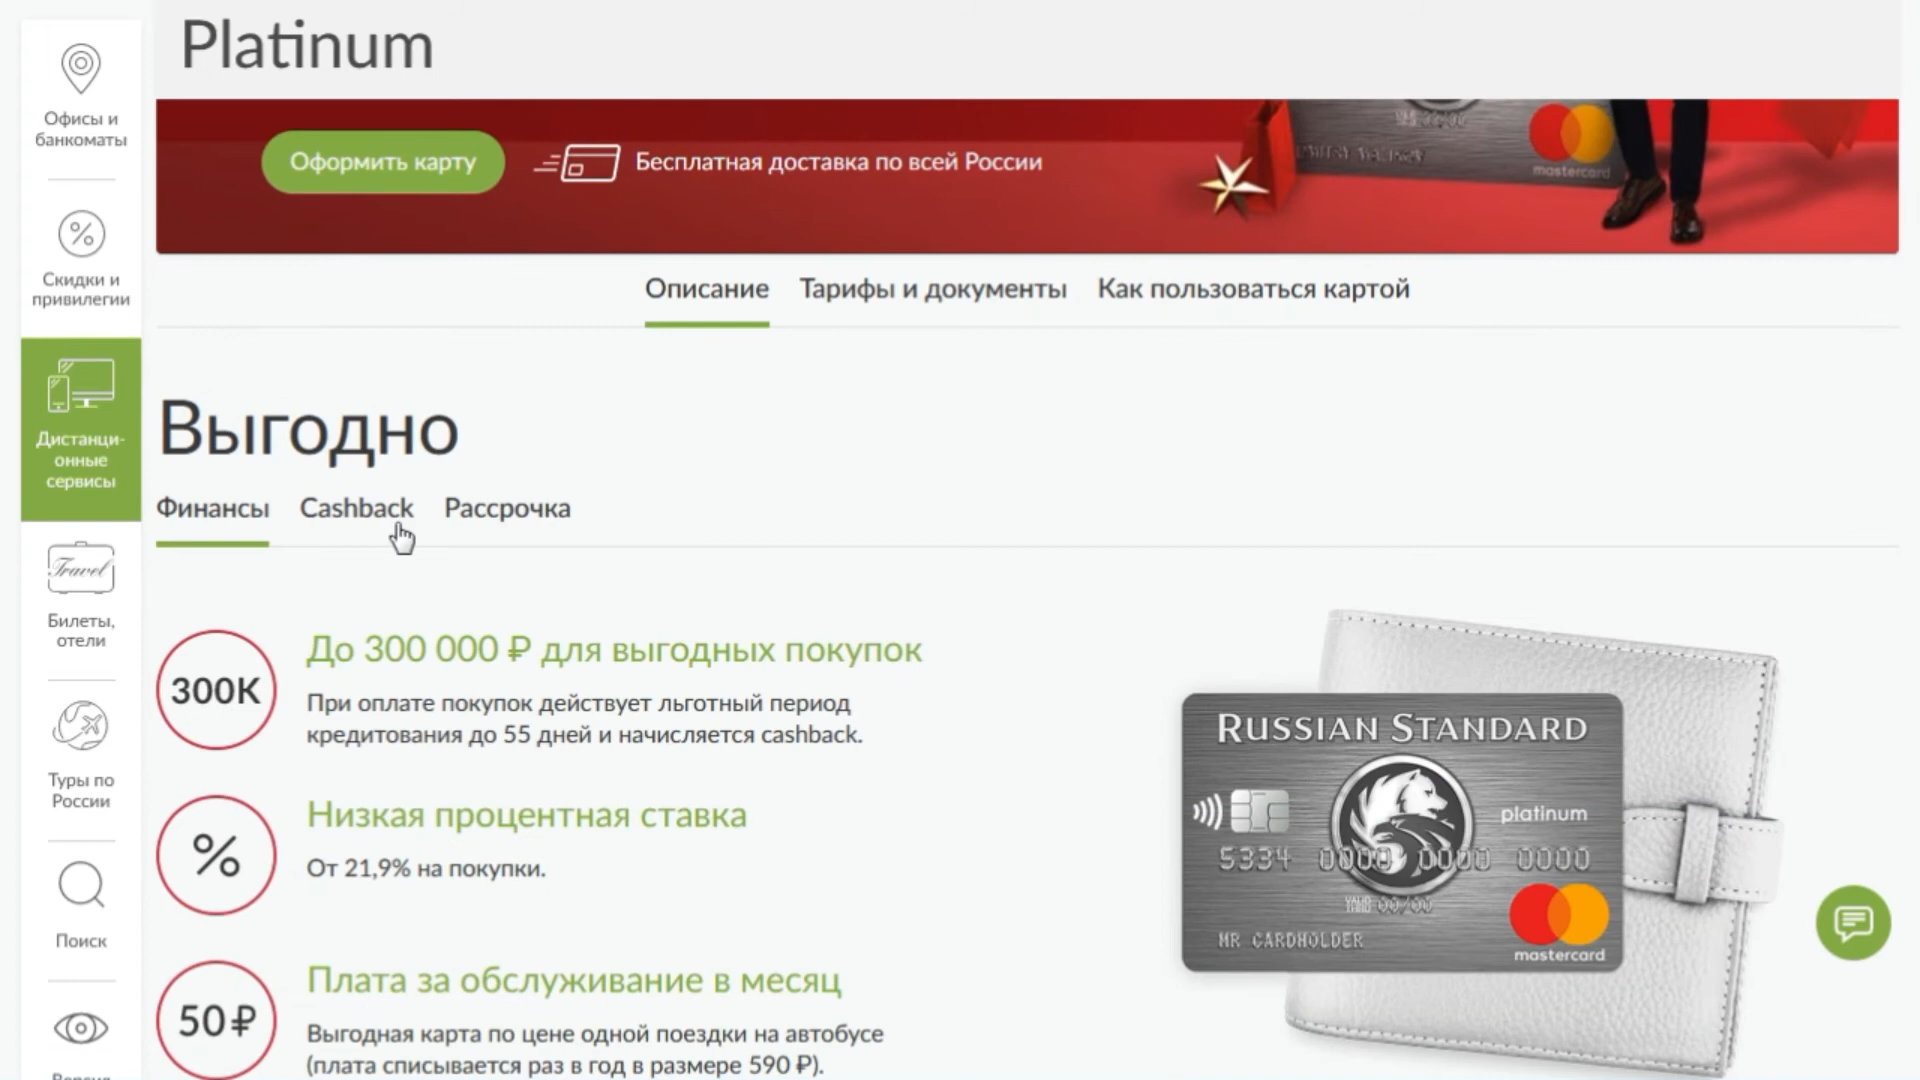 Platinum
Офисы и
банкоматы
Скидки и
привилегии
Дистанци-
онные
сервисы
Travel
Билеты,
отели
Туры по
России
Поиск
Оформить карту
Бесплатная доставка по всей России
mastercard
Описание
Тарифы и документы
Как пользоваться картой
Выгодно
Финансы
Cashback
Рассрочка
300K
До 300 000 ₽ для выгодных покупок
При оплате покупок действует льготный период
кредитования до 55 дней и начисляется cashback.
%
Низкая процентная ставка
От 21,9% на покупки.
50 ₽
Плата за обслуживание в месяц
Выгодная карта по цене одной поездки на автобусе
(плата списывается раз в год в размере 590 ₽).
RUSSIAN STANDARD
platinum
5334 0000 0000 0000
00/00
MR CARDHOLDER
mastercard